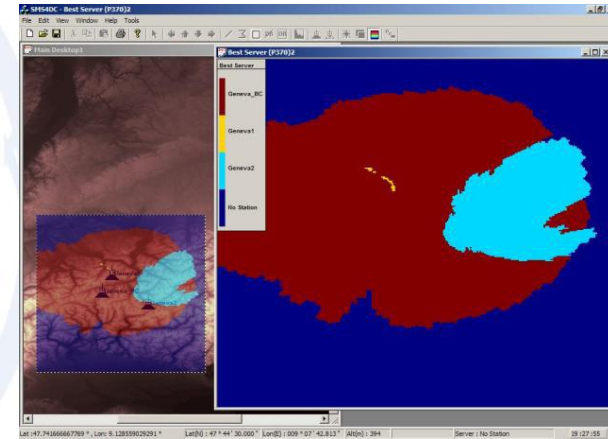 SMS4DC - Best Server (P370)2
File Edit View Window Help Tools
Main Desktop2
Best Server (P370)2
Best Server
Geneva_BC
Geneva1
Geneva2
No Station
Geneva2
Lat :47.741666667769 ° , Lon: 9.128559029291 °
Lat(N) : 47 ° 44 ' 30.000 "
Lon(E) : 009 ° 07 ' 42.813 "
Alt(m) : 394
Server : No Station
19 :27:55